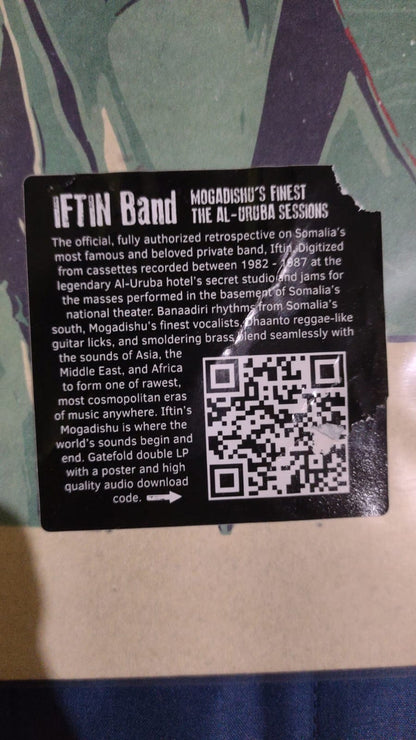 IFTIN Band
MOGADISHU'S FINEST
THE AL-URUBA SESSIONS
The official, fully authorized retrospective on Somalia's
most famous and beloved private band, Iftin. Digitized
from cassettes recorded between 1982 - 1987 at the
legendary Al-Uruba hotel's secret studio and jams for
the masses performed in the basement of Somalia's
national theater. Banaadiri rhythms from Somalia's
south, Mogadishu's finest vocalists, Dhaanto reggae-like
guitar licks, and smoldering brass blend seamlessly with
the sounds of Asia, the
Middle East, and Africa
to form one of rawest,
most cosmopolitan eras
of music anywhere. Iftin's
Mogadishu is where the
world's sounds begin and
end. Gatefold double LP
with a poster and high
quality audio download
code.